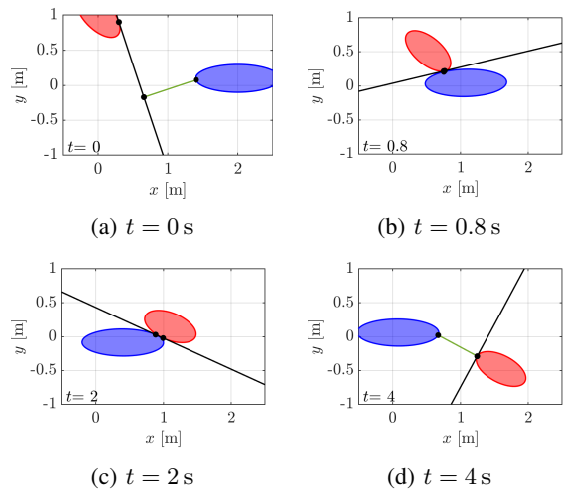 1
0.5
0
-0.5
-1
y [m]
t= 0
0 1 2
x [m]
(a) t = 0 s
1
0.5
0
-0.5
-1
y [m]
t= 0.8
0 1 2
x [m]
(b) t = 0.8 s
1
0.5
0
-0.5
-1
y [m]
t= 2
0 1 2
x [m]
(c) t = 2 s
1
0.5
0
-0.5
-1
y [m]
t= 4
0 1 2
x [m]
(d) t = 4 s